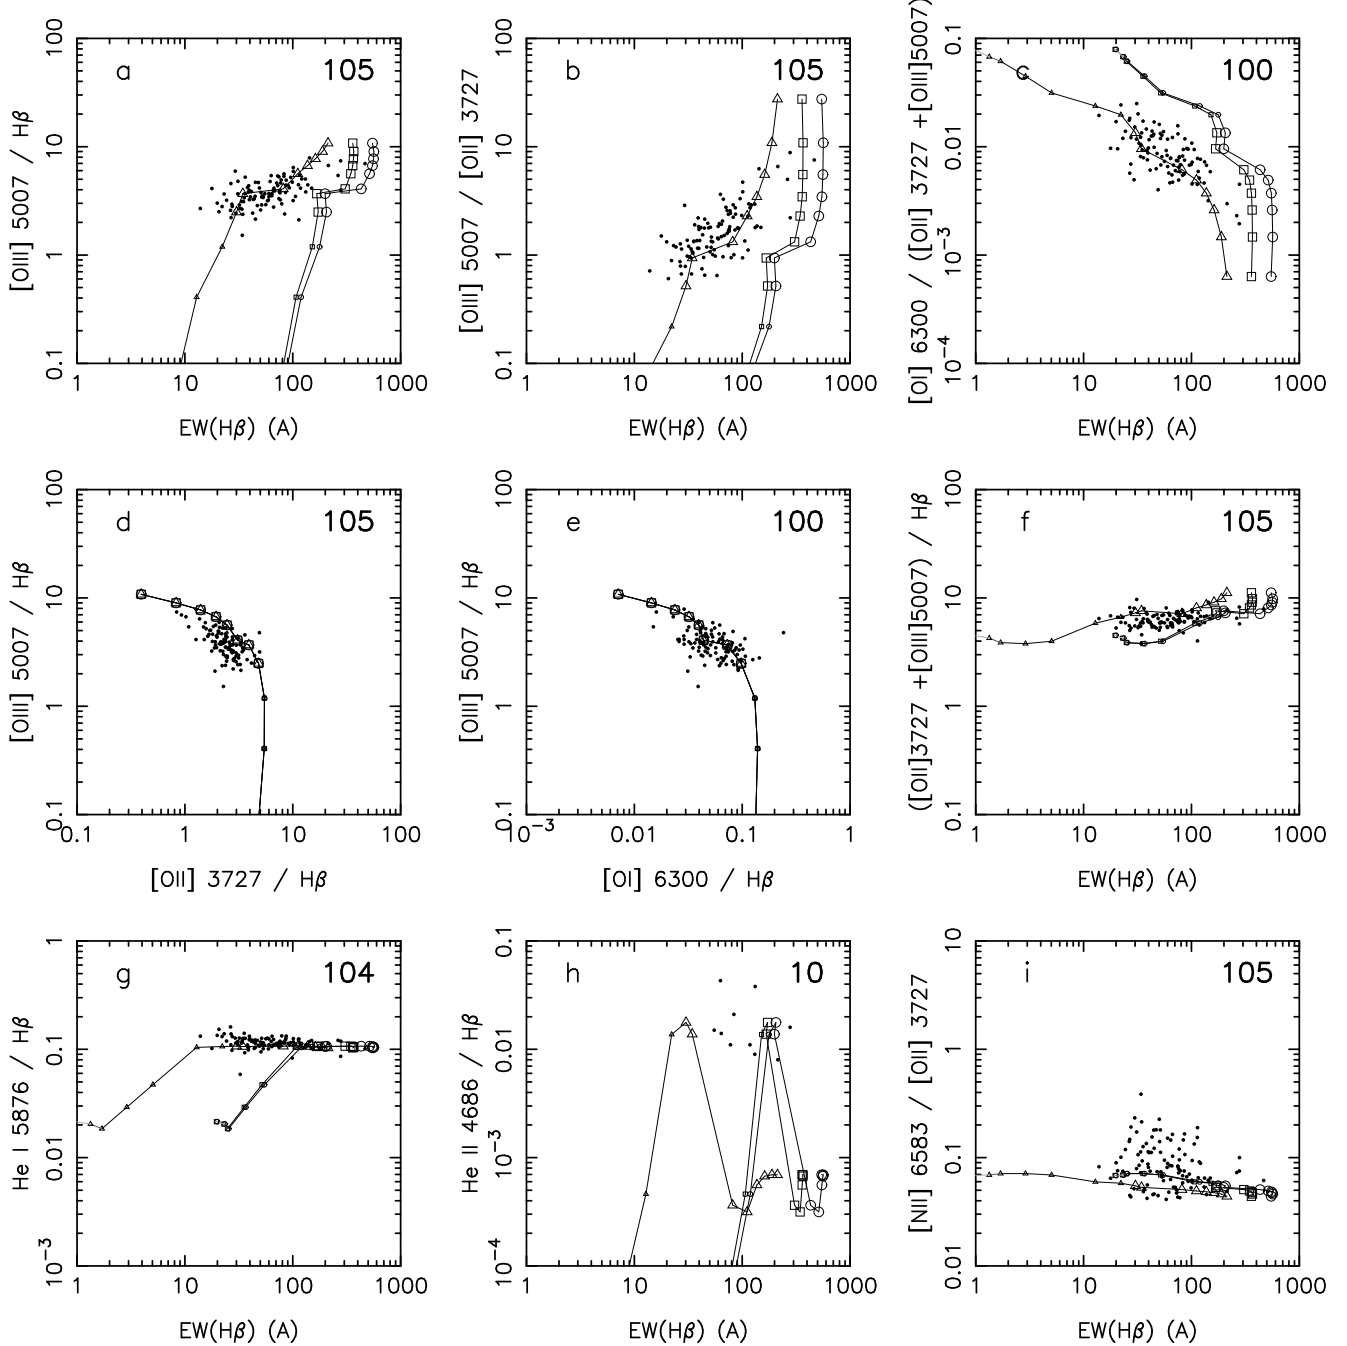 a 105
100
10
1
0.1
[OIII] 5007 / Hβ
1 10 100 1000
EW(Hβ) (A)
b 105
100
10
1
0.1
[OIII] 5007 / [OII] 3727
1 10 100 1000
EW(Hβ) (A)
c 100
0.1
0.01
10−3
10−4
[OI] 6300 / ([OII] 3727 +[OIII]5007)
1 10 100 1000
EW(Hβ) (A)
d 105
100
10
1
0.1
[OIII] 5007 / Hβ
0.1 1 10 100
[OII] 3727 / Hβ
e 100
100
10
1
0.1
[OIII] 5007 / Hβ
10−3 0.01 0.1 1
[OI] 6300 / Hβ
f 105
100
10
1
0.1
([OII]3727 +[OIII]5007) / Hβ
1 10 100 1000
EW(Hβ) (A)
g 104
1
0.1
0.01
10−3
He I 5876 / Hβ
1 10 100 1000
EW(Hβ) (A)
h 10
0.1
0.01
10−3
10−4
He II 4686 / Hβ
1 10 100 1000
EW(Hβ) (A)
i 105
10
1
0.1
0.01
[NII] 6583 / [OII] 3727
1 10 100 1000
EW(Hβ) (A)